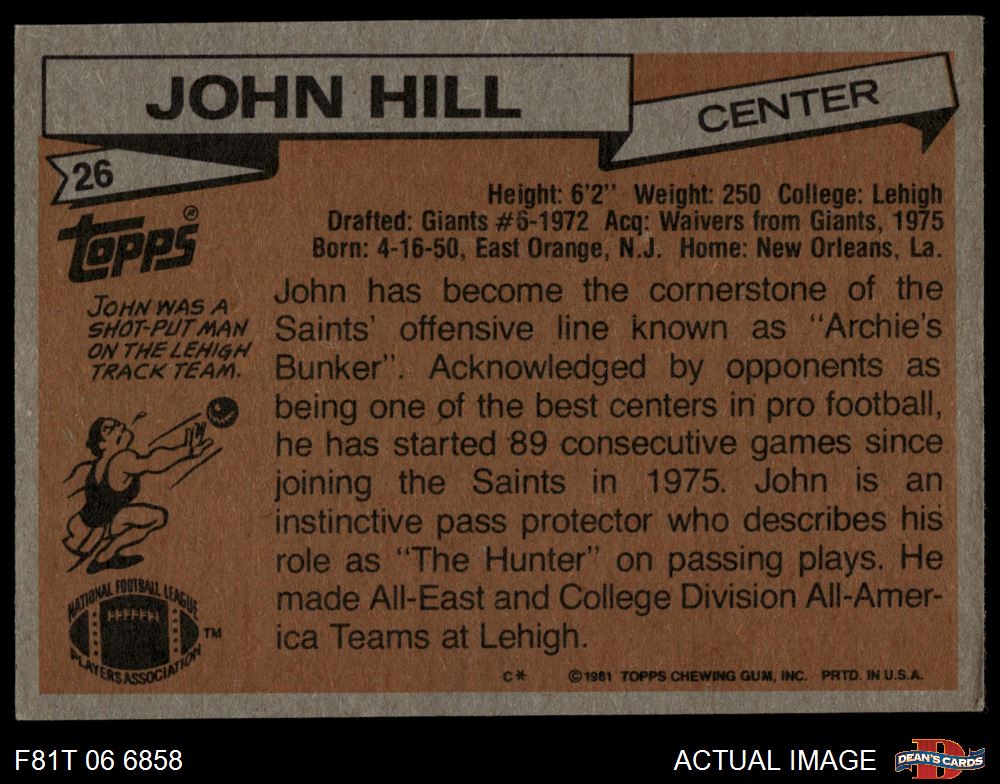 JOHN HILL
CENTER
26
TOPPS®
Height: 6'2" Weight: 250 College: Lehigh
Drafted: Giants #6-1972 Acq: Waivers from Giants, 1975
Born: 4-16-50, East Orange, N.J. Home: New Orleans, La.
JOHN WAS A
SHOT-PUT MAN
ON THE LEHIGH
TRACK TEAM.
John has become the cornerstone of the
Saints' offensive line known as "Archie's
Bunker". Acknowledged by opponents as
being one of the best centers in pro football,
he has started 89 consecutive games since
joining the Saints in 1975. John is an
instinctive pass protector who describes his
role as "The Hunter" on passing plays. He
made All-East and College Division All-Amer-
ica Teams at Lehigh.
NATIONAL FOOTBALL LEAGUE
PLAYERS ASSOCIATION
TM
C* ©1981 TOPPS CHEWING GUM, INC. PRTD. IN U.S.A.
F81T 06 6858
ACTUAL IMAGE
D
DEAN'S CARDS